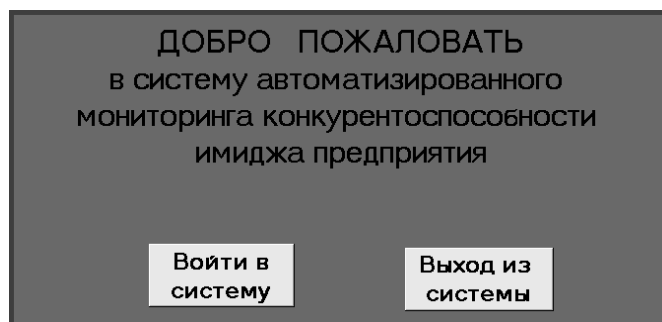 ДОБРО ПОЖАЛОВАТЬ
в систему автоматизированного
мониторинга конкурентоспособности
имиджа предприятия
Войти в
систему
Выход из
системы